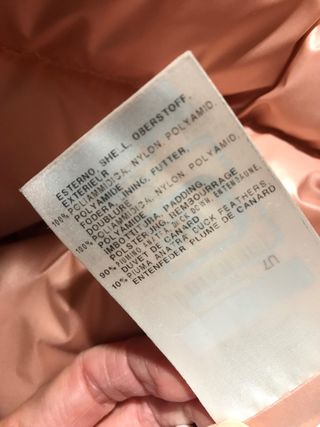 ESTERNO, SHELL, OBERSTOFF,
EXTERIEUR
100% POLIAMMIDICA, NYLON, POLYAMID,
POLYAMIDE
FODERA, LINING, FUTTER,
DOUBLURE
100% POLIAMMIDICA, NYLON, POLYAMID,
POLYAMIDE
IMBOTTITURA, PADDING,
POLSTERUNG, REMBOURRAGE
90% PIUMINO ANATRA, DUCK DOWN, ENTENDAUNE,
DUVET DE CANARD
10% PIUMA ANATRA, DUCK FEATHERS,
ENTENFEDER PLUME DE CANARD